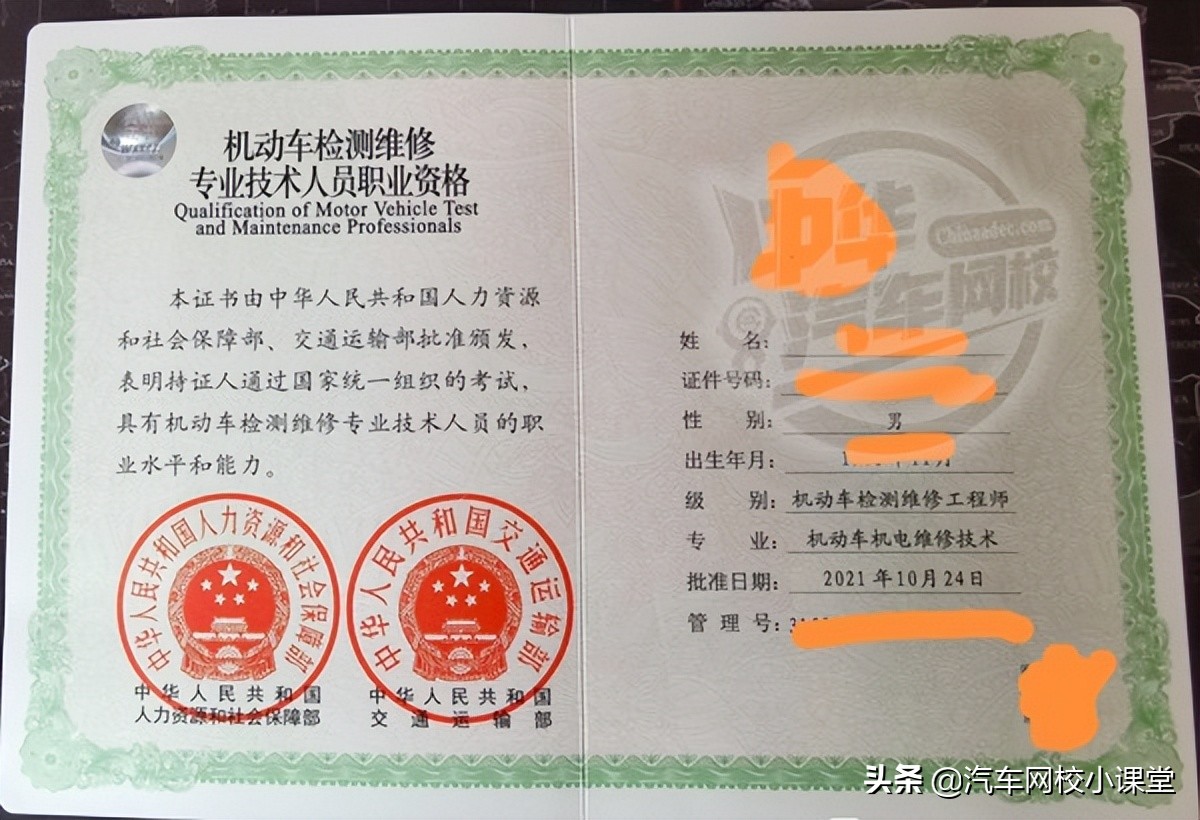 机动车检测维修
专业技术人员职业资格
Qualification of Motor Vehicle Test
and Maintenance Professionals
本证书由中华人民共和国人力资源
和社会保障部、交通运输部批准颁发，
表明持证人通过国家统一组织的考试，
具有机动车检测维修专业技术人员的职
业水平和能力。
中华人民共和国人力资源和社会保障部
中华人民共和国交通运输部
中华人民共和国
人力资源和社会保障部
中华人民共和国
交通运输部
中华
Chinaadec.com
汽车网校
姓名：
证件号码：
性别：男
出生年月：
级别：机动车检测维修工程师
专业：机动车机电维修技术
批准日期：2021年10月24日
管理号：
头条 @汽车网校小课堂